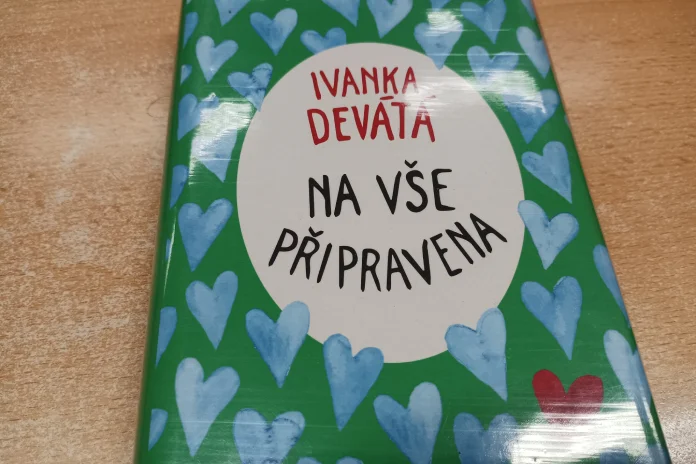 IVANKA
DEVÁTÁ
NA VŠE
PŘIPRAVENA